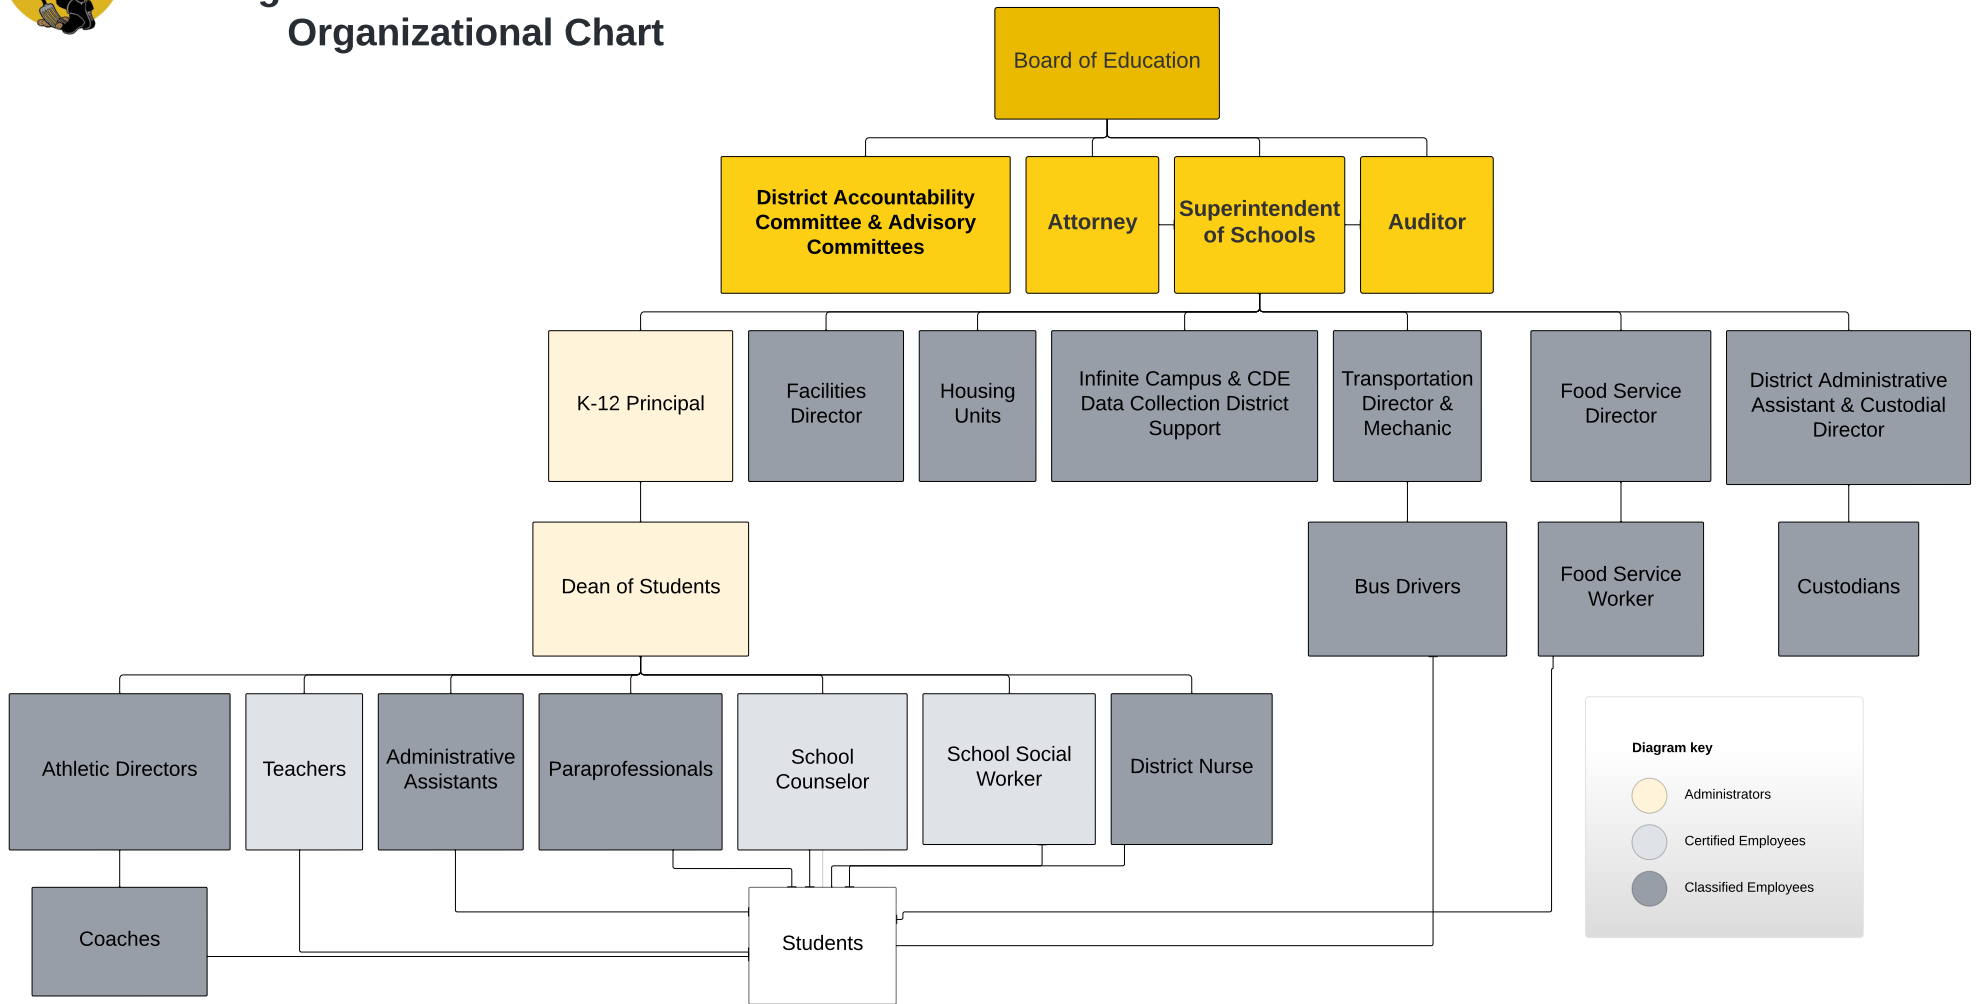 Organizational Chart
Board of Education
District Accountability
Committee & Advisory
Committees
Attorney
Superintendent
of Schools
Auditor
K-12 Principal
Facilities
Director
Housing
Units
Infinite Campus & CDE
Data Collection District
Support
Transportation
Director &
Mechanic
Food Service
Director
District Administrative
Assistant & Custodial
Director
Dean of Students
Bus Drivers
Food Service
Worker
Custodians
Athletic Directors
Teachers
Administrative
Assistants
Paraprofessionals
School
Counselor
School Social
Worker
District Nurse
Coaches
Students
Diagram key
Administrators
Certified Employees
Classified Employees